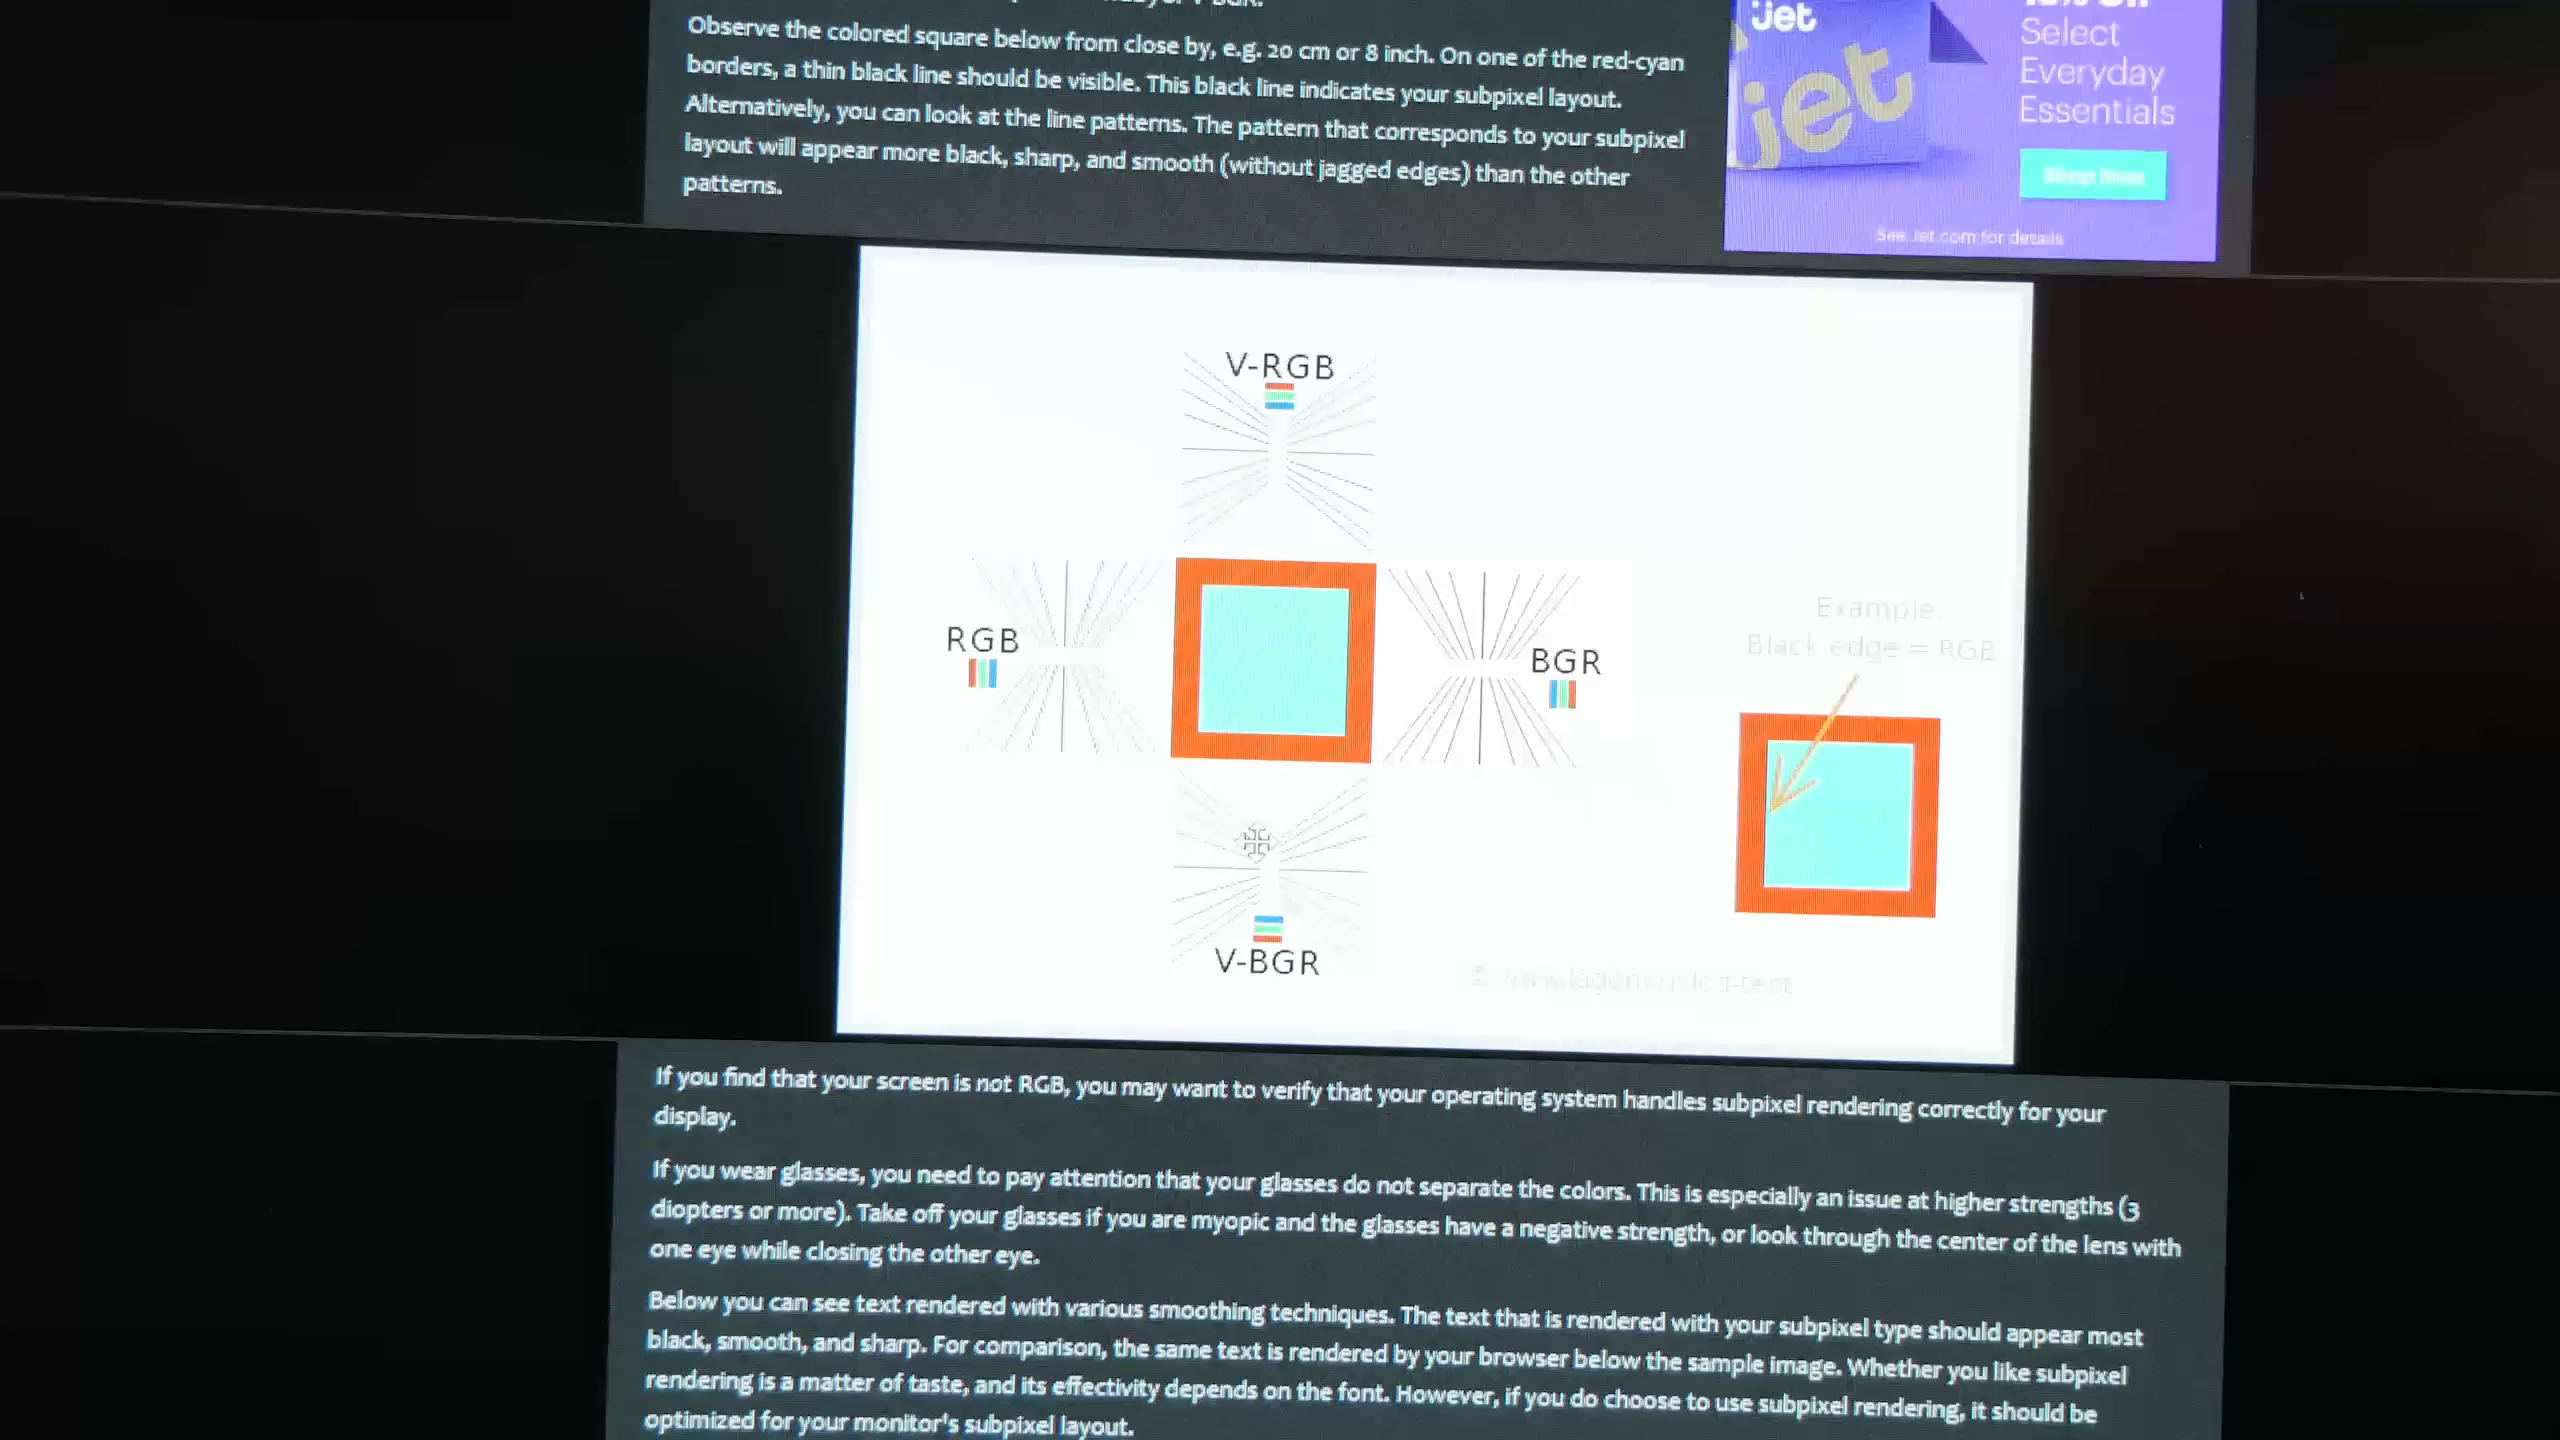 Observe the colored square below from close by, e.g. 20 cm or 8 inch. On one of the red-cyan
borders, a thin black line should be visible. This black line indicates your subpixel layout.
Alternatively, you can look at the line patterns. The pattern that corresponds to your subpixel
layout will appear more black, sharp, and smooth (without jagged edges) than the other
patterns.
jet
jet
Select
Everyday
Essentials
Shop Now
See Jet.com for details
V-RGB
RGB
BGR
V-BGR
Example:
Black edge = RGB
If you find that your screen is not RGB, you may want to verify that your operating system handles subpixel rendering correctly for your
display.
If you wear glasses, you need to pay attention that your glasses do not separate the colors. This is especially an issue at higher strengths (3
diopters or more). Take off your glasses if you are myopic and the glasses have a negative strength, or look through the center of the lens with
one eye while closing the other eye.
Below you can see text rendered with various smoothing techniques. The text that is rendered with your subpixel type should appear most
black, smooth, and sharp. For comparison, the same text is rendered by your browser below the sample image. Whether you like subpixel
rendering is a matter of taste, and its effectivity depends on the font. However, if you do choose to use subpixel rendering, it should be
optimized for your monitor's subpixel layout.